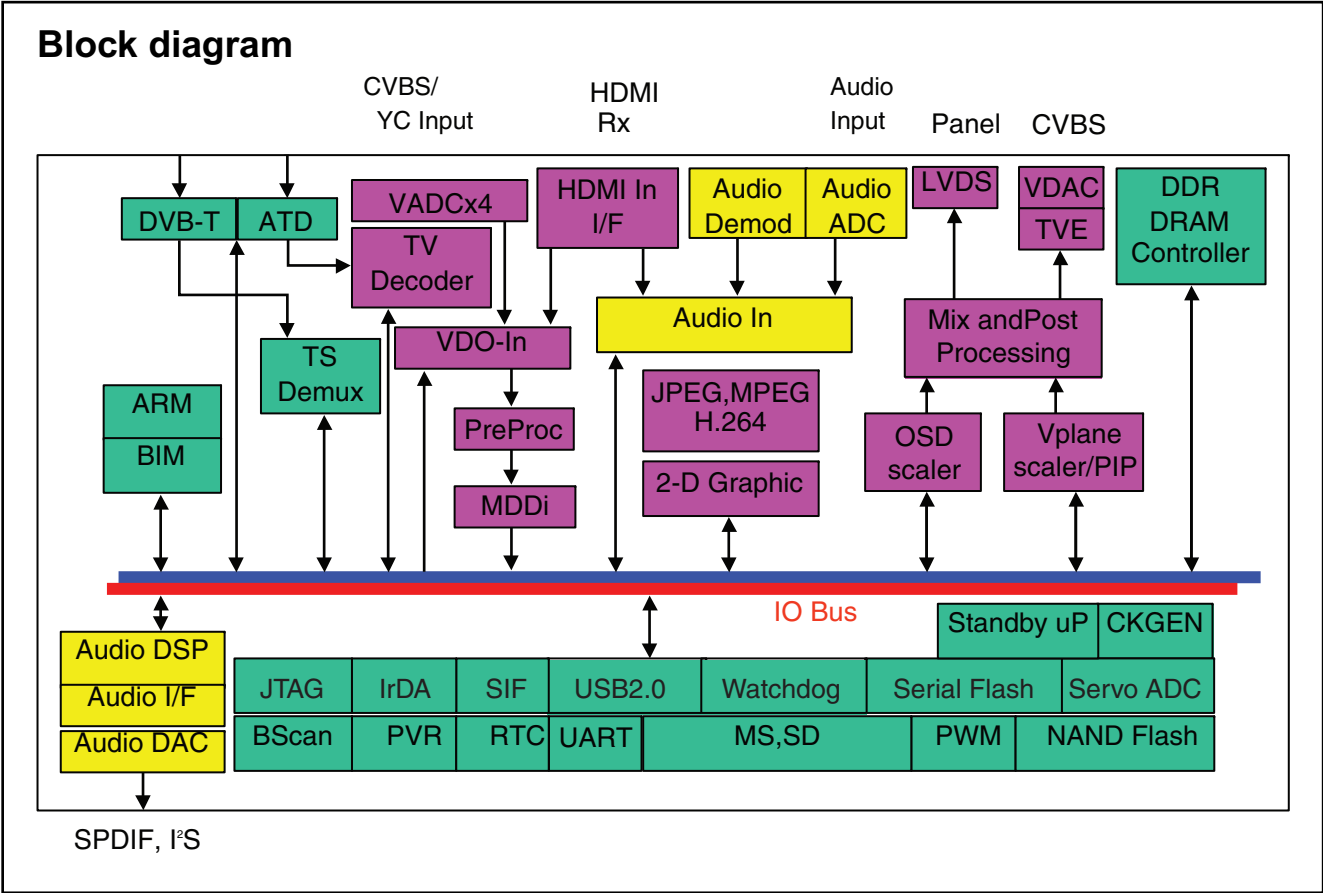 Block diagram
CVBS/
YC Input
HDMI
Rx
Audio
Input
Panel
CVBS
DVB-T
ATD
VADCx4
TV
Decoder
HDMI In
I/F
Audio
Demod
Audio
ADC
LVDS
VDAC
TVE
DDR
DRAM
Controller
TS
Demux
VDO-In
Audio In
Mix andPost
Processing
ARM
BIM
PreProc
MDDi
JPEG,MPEG
H.264
2-D Graphic
OSD
scaler
Vplane
scaler/PIP
IO Bus
Audio DSP
Audio I/F
Audio DAC
Standby uP
CKGEN
JTAG
IrDA
SIF
USB2.0
Watchdog
Serial Flash
Servo ADC
BScan
PVR
RTC
UART
MS,SD
PWM
NAND Flash
SPDIF, I²S